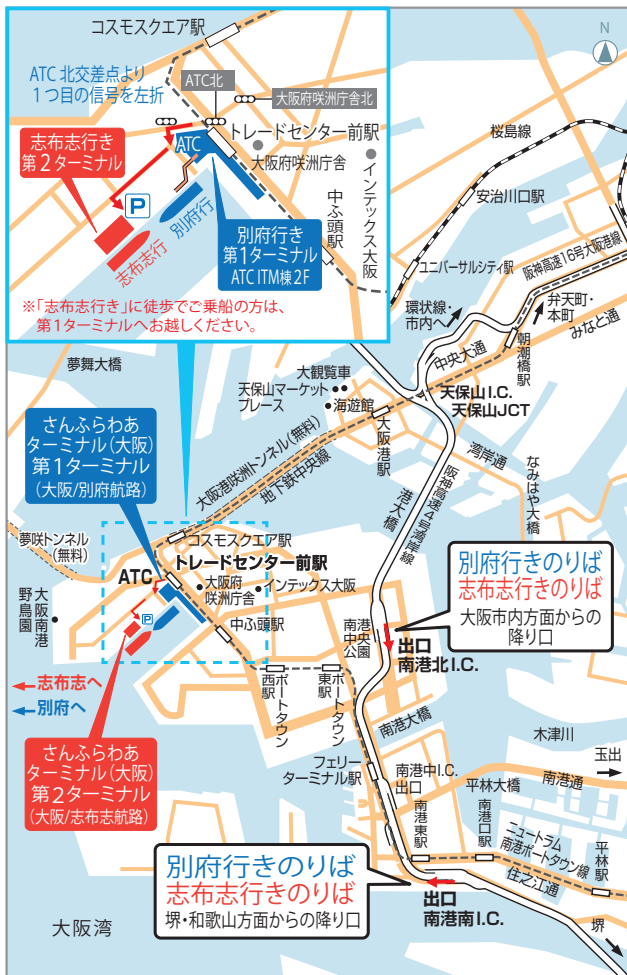 コスモスクエア駅
N
ATC 北交差点より
1つ目の信号を左折
ATC北
大阪府咲洲庁舎北
志布志行き
第2ターミナル
ATC
トレードセンター前駅
大阪府咲洲庁舎
P
別府行
志布志行
別府行き
第1ターミナル
ATC ITM棟2F
中ふ頭駅
インテックス大阪
※「志布志行き」に徒歩でご乗船の方は、
第1ターミナルへお越しください。
桜島線
安治川口駅
ユニバーサルシティ駅
阪神高速16号大阪港線
環状線・
市内へ
弁天町・
本町
みなと通
朝潮橋駅
中央大通
夢舞大橋
大観覧車
天保山マーケット
プレース
海遊館
天保山I.C.
天保山JCT
大阪港駅
さんふらわあ
ターミナル(大阪)
第1ターミナル
(大阪/別府航路)
大阪港咲洲トンネル(無料)
地下鉄中央線
港大橋
阪神高速4号湾岸線
湾岸通
なみはや大橋
夢咲トンネル
(無料)
コスモスクエア駅
トレードセンター前駅
ATC
大阪府
咲洲庁舎
インテックス大阪
中ふ頭駅
P
大阪南港
野鳥園
別府行きのりば
志布志行きのりば
大阪市内方面からの
降り口
南港
中央
公園
出口
南港北I.C.
志布志へ
別府へ
ポートタウン
西駅
ポートタウン
東駅
南港大橋
木津川
玉出
さんふらわあ
ターミナル(大阪)
第2ターミナル
(大阪/志布志航路)
フェリー
ターミナル駅
南港中I.C.
出口
平林大橋
南港通
南港東駅
南港口駅
ニュートラム
南港ポートタウン線
平林駅
住之江通
別府行きのりば
志布志行きのりば
堺・和歌山方面からの降り口
出口
南港南I.C.
堺
大阪湾